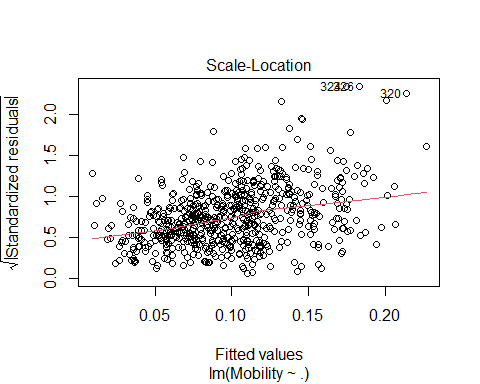 Scale-Location
√|Standardized residuals|
0.0 0.5 1.0 1.5 2.0
320
0.05 0.10 0.15 0.20
Fitted values
lm(Mobility ~ .)